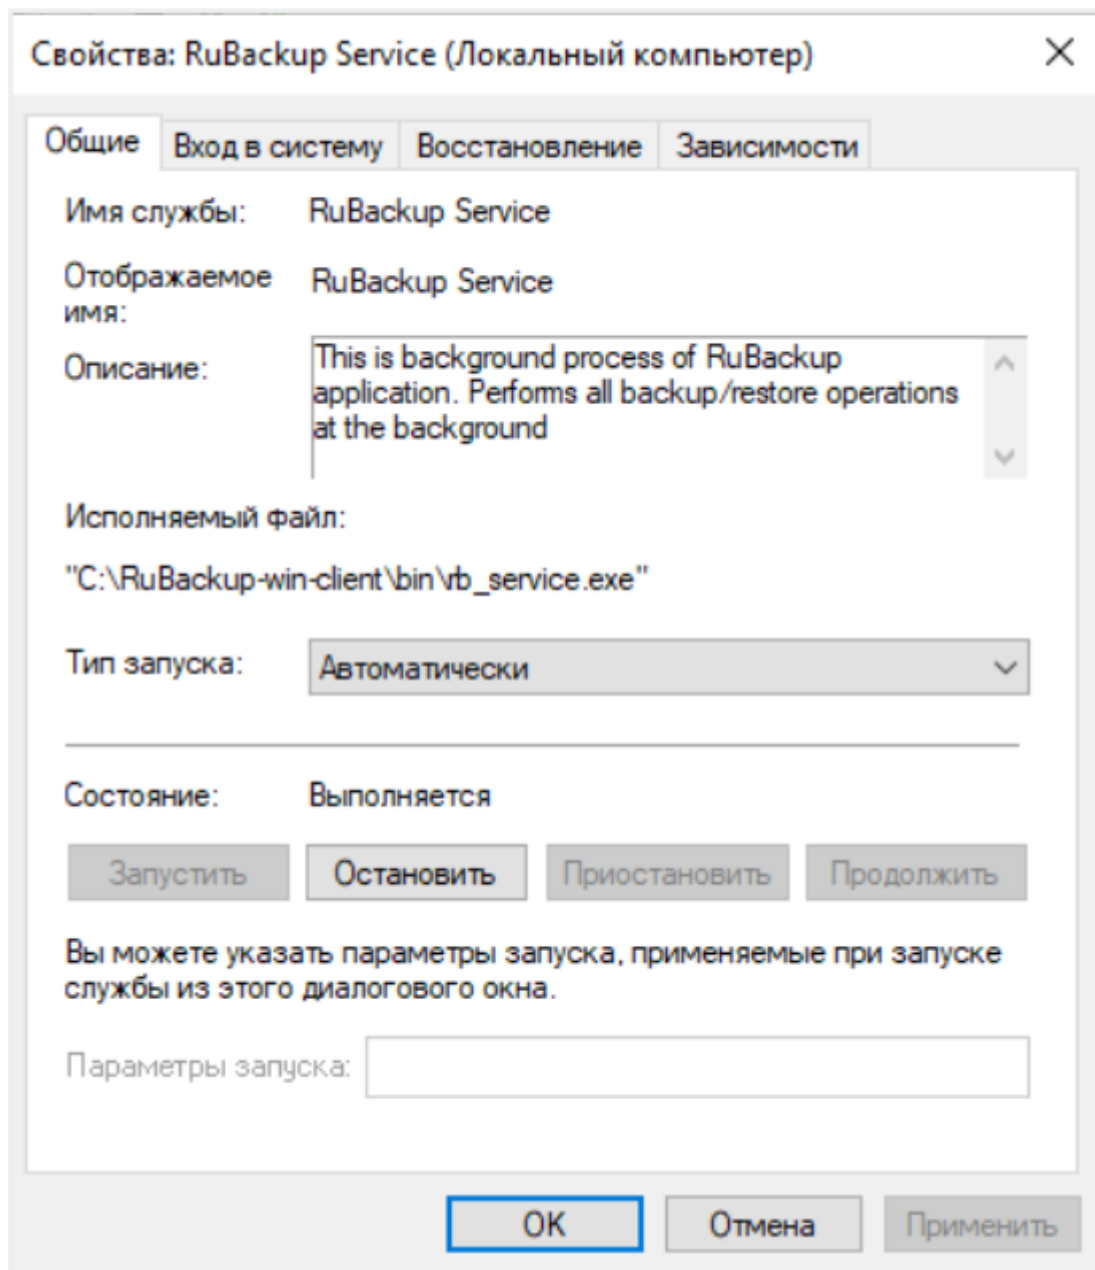 Свойства: RuBackup Service (Локальный компьютер)
Общие Вход в систему Восстановление Зависимости
Имя службы: RuBackup Service
Отображаемое имя: RuBackup Service
Описание: This is background process of RuBackup
application. Performs all backup/restore operations
at the background
Исполняемый файл:
"C:\RuBackup-win-client\bin\rb_service.exe"
Тип запуска: Автоматически
Состояние: Выполняется
Запустить Остановить Приостановить Продолжить
Вы можете указать параметры запуска, применяемые при запуске
службы из этого диалогового окна.
Параметры запуска:
ОК Отмена Применить